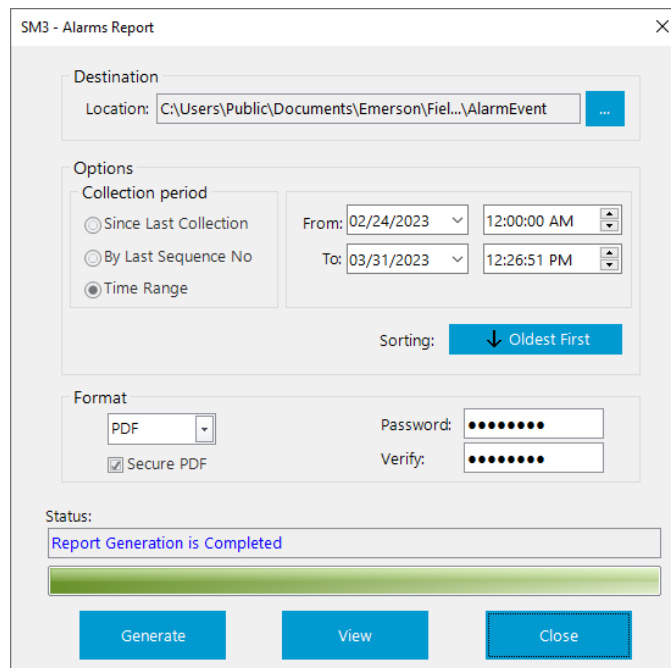 SM3 - Alarms Report
Destination
Location: C:\Users\Public\Documents\Emerson\Fiel...\AlarmEvent ...
Options
Collection period
Since Last Collection
By Last Sequence No
Time Range
From: 02/24/2023 12:00:00 AM
To: 03/31/2023 12:26:51 PM
Sorting: Oldest First
Format
PDF
Secure PDF
Password: ●●●●●●●●
Verify: ●●●●●●●●
Status:
Report Generation is Completed
Generate View Close